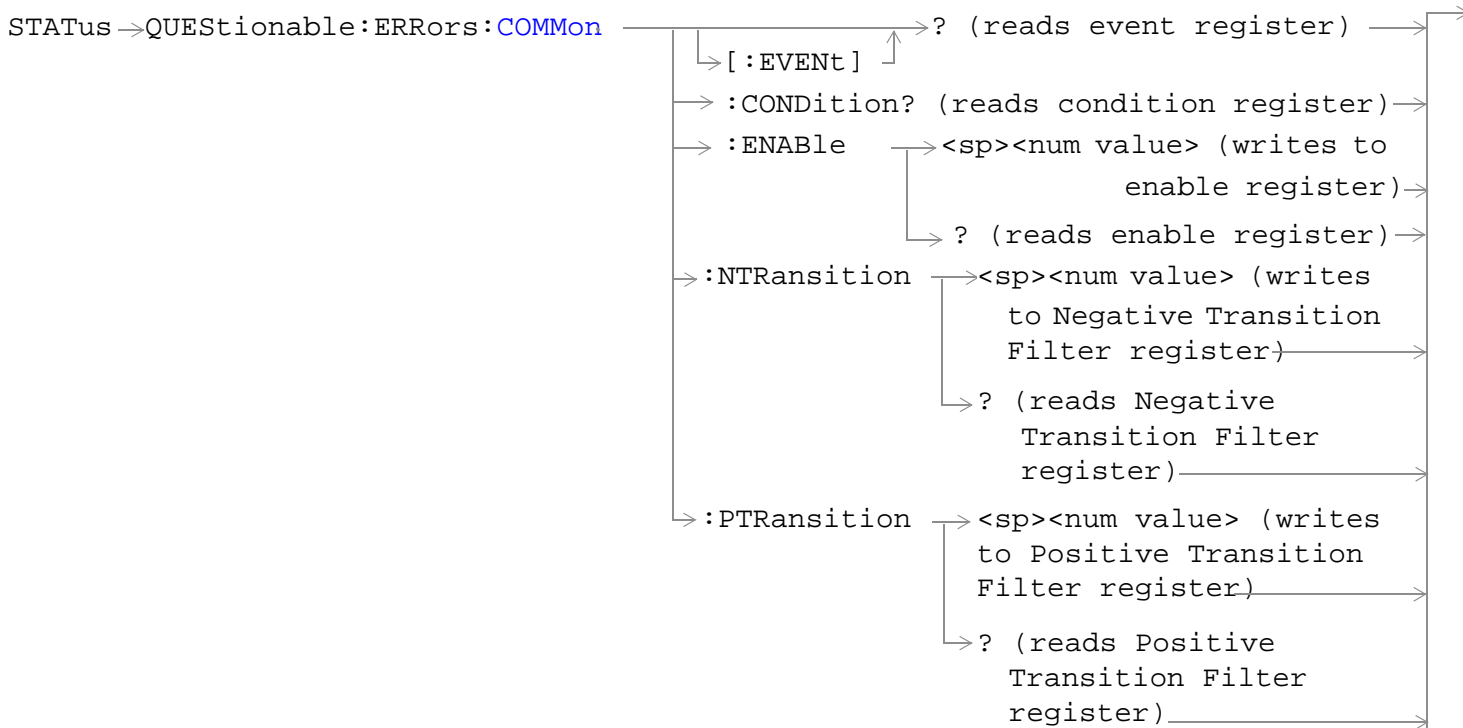 STATus QUEStionable:ERRors:COMMon ? (reads event register)
[:EVENt]
:CONDition? (reads condition register)
:ENABle <sp><num value> (writes to
enable register)
? (reads enable register)
:NTRansition <sp><num value> (writes
to Negative Transition
Filter register)
? (reads Negative
Transition Filter
register)
:PTRansition <sp><num value> (writes
to Positive Transition
Filter register)
? (reads Positive
Transition Filter
register)